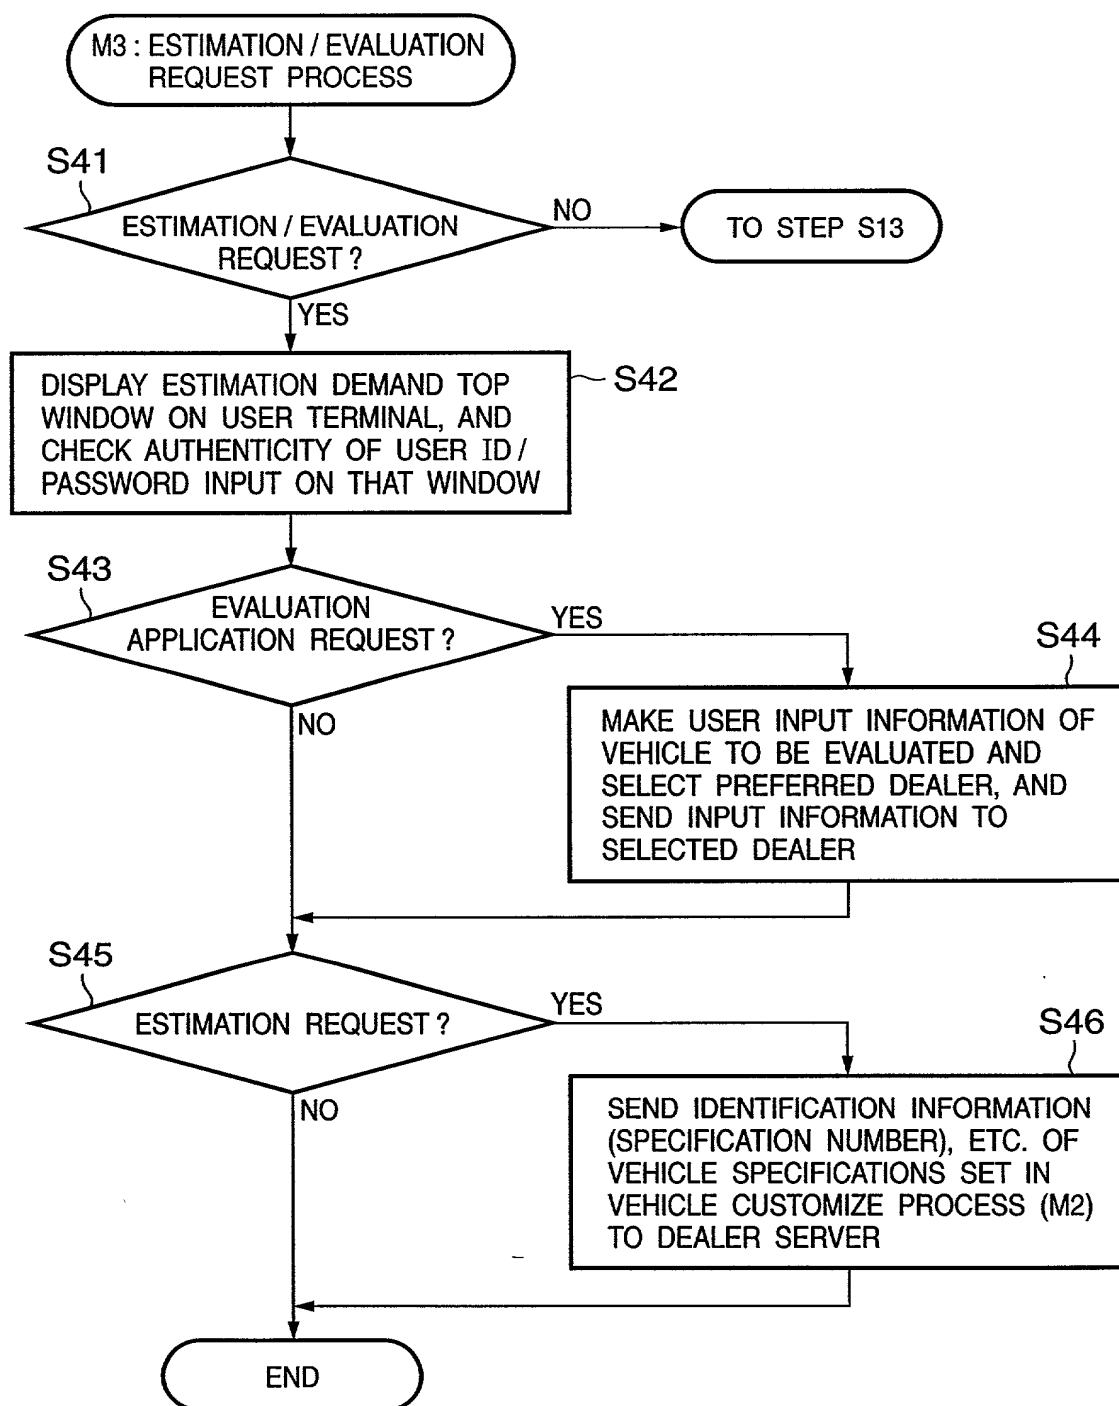 M3 : ESTIMATION / EVALUATION
REQUEST PROCESS
S41
ESTIMATION / EVALUATION
REQUEST ?
NO
TO STEP S13
YES
DISPLAY ESTIMATION DEMAND TOP
WINDOW ON USER TERMINAL, AND
CHECK AUTHENTICITY OF USER ID /
PASSWORD INPUT ON THAT WINDOW
S42
S43
EVALUATION
APPLICATION REQUEST ?
YES
NO
S44
MAKE USER INPUT INFORMATION OF
VEHICLE TO BE EVALUATED AND
SELECT PREFERRED DEALER, AND
SEND INPUT INFORMATION TO
SELECTED DEALER
S45
ESTIMATION REQUEST ?
YES
NO
S46
SEND IDENTIFICATION INFORMATION
(SPECIFICATION NUMBER), ETC. OF
VEHICLE SPECIFICATIONS SET IN
VEHICLE CUSTOMIZE PROCESS (M2)
TO DEALER SERVER
END